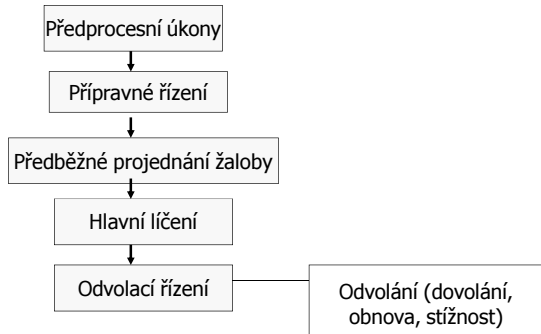 Předprocesní úkony
Přípravné řízení
Předběžné projednání žaloby
Hlavní líčení
Odvolací řízení
Odvolání (dovolání,
obnova, stížnost)